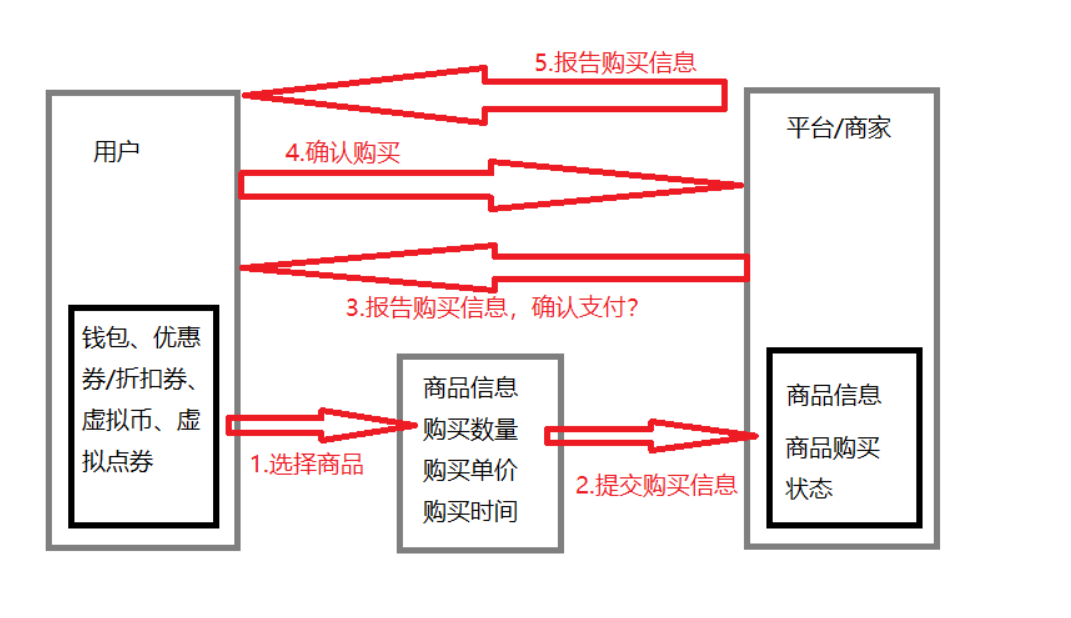 5.报告购买信息
平台/商家
用户
4.确认购买
3.报告购买信息，确认支付？
钱包、优惠
券/折扣券、
虚拟币、虚
拟点券
1.选择商品
商品信息
购买数量
购买单价
购买时间
2.提交购买信息
商品信息
商品购买
状态